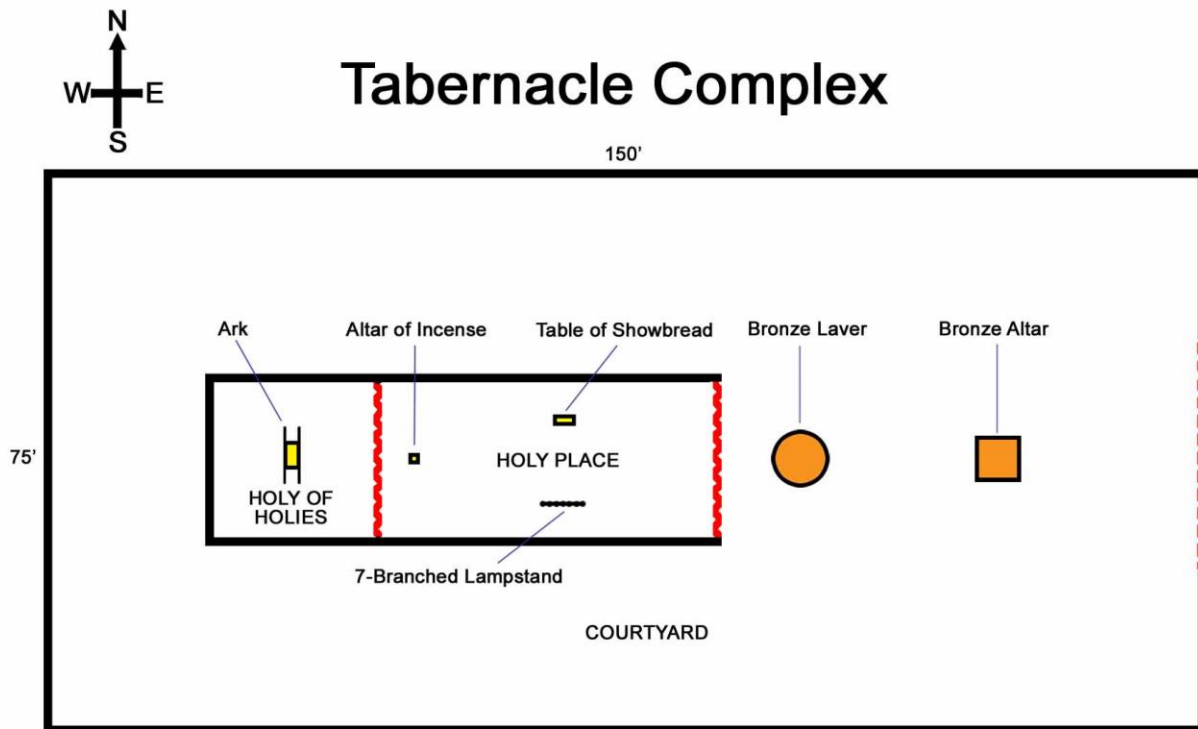 N
Tabernacle Complex
W E
S
150'
Ark
Altar of Incense
Table of Showbread
Bronze Laver
Bronze Altar
75'
HOLY PLACE
HOLY OF
HOLIES
7-Branched Lampstand
COURTYARD